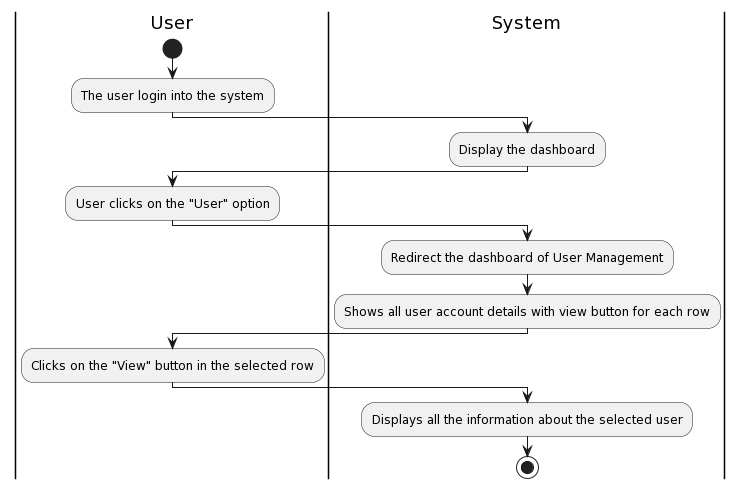 User
System
The user login into the system
Display the dashboard
User clicks on the "User" option
Redirect the dashboard of User Management
Shows all user account details with view button for each row
Clicks on the "View" button in the selected row
Displays all the information about the selected user